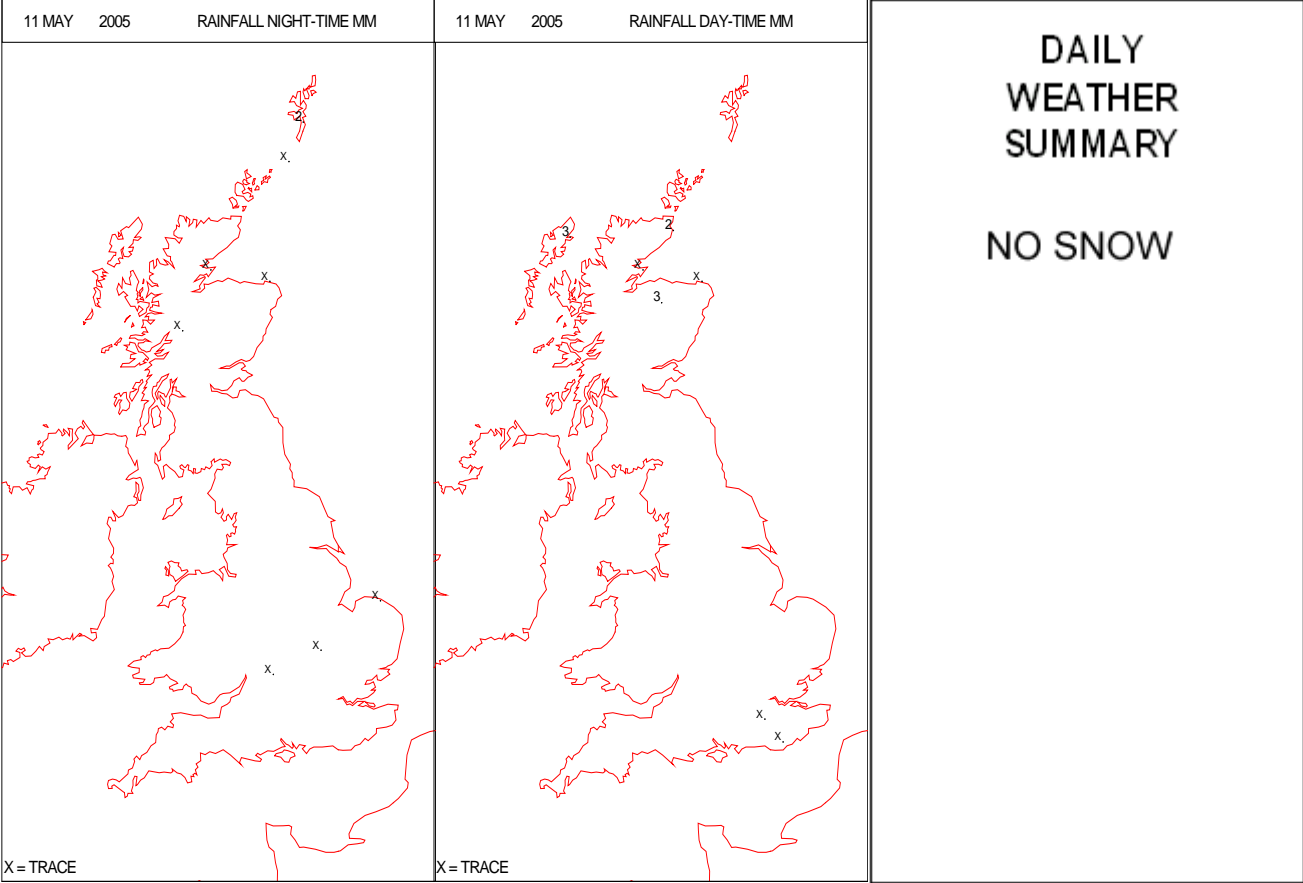 11 MAY 2005 RAINFALL NIGHT-TIME MM
2
X
X
X
X
X
X
X
X = TRACE
11 MAY 2005 RAINFALL DAY-TIME MM
2
3
X
X
3
X
X
X = TRACE
DAILY
WEATHER
SUMMARY
NO SNOW